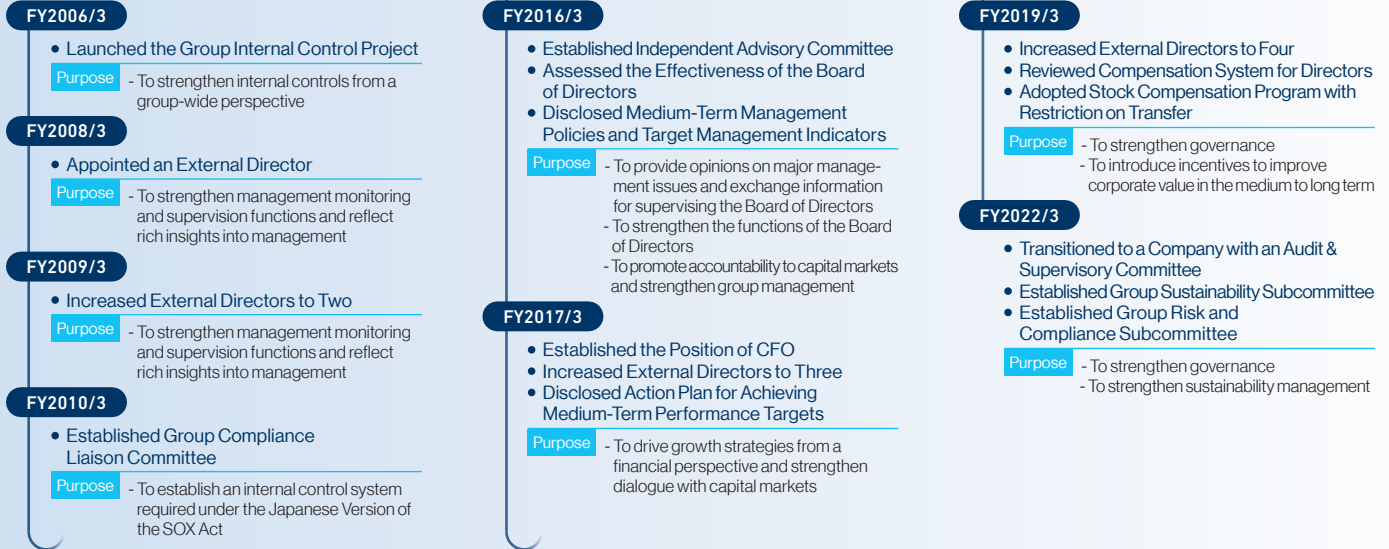 FY2006/3
• Launched the Group Internal Control Project
Purpose
- To strengthen internal controls from a
group-wide perspective
FY2008/3
• Appointed an External Director
Purpose
- To strengthen management monitoring
and supervision functions and reflect
rich insights into management
FY2009/3
• Increased External Directors to Two
Purpose
- To strengthen management monitoring
and supervision functions and reflect
rich insights into management
FY2010/3
• Established Group Compliance
Liaison Committee
Purpose
- To establish an internal control system
required under the Japanese Version of
the SOX Act
FY2016/3
• Established Independent Advisory Committee
• Assessed the Effectiveness of the Board
of Directors
• Disclosed Medium-Term Management
Policies and Target Management Indicators
Purpose
- To provide opinions on major manage-
ment issues and exchange information
for supervising the Board of Directors
- To strengthen the functions of the Board
of Directors
- To promote accountability to capital markets
and strengthen group management
FY2017/3
• Established the Position of CFO
• Increased External Directors to Three
• Disclosed Action Plan for Achieving
Medium-Term Performance Targets
Purpose
- To drive growth strategies from a
financial perspective and strengthen
dialogue with capital markets
FY2019/3
• Increased External Directors to Four
• Reviewed Compensation System for Directors
• Adopted Stock Compensation Program with
Restriction on Transfer
Purpose
- To strengthen governance
- To introduce incentives to improve
corporate value in the medium to long term
FY2022/3
• Transitioned to a Company with an Audit &
Supervisory Committee
• Established Group Sustainability Subcommittee
• Established Group Risk and
Compliance Subcommittee
Purpose
- To strengthen governance
- To strengthen sustainability management